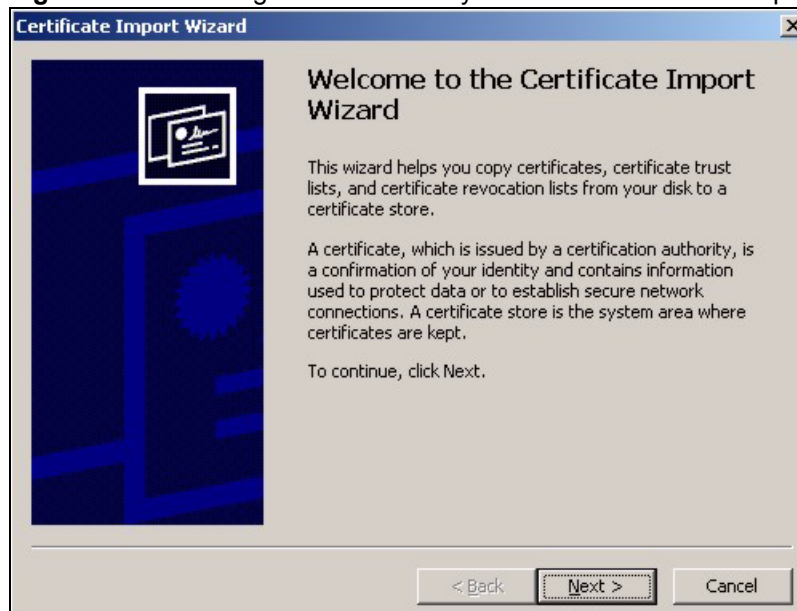 Certificate Import Wizard
Welcome to the Certificate Import
Wizard
This wizard helps you copy certificates, certificate trust
lists, and certificate revocation lists from your disk to a
certificate store.
A certificate, which is issued by a certification authority, is
a confirmation of your identity and contains information
used to protect data or to establish secure network
connections. A certificate store is the system area where
certificates are kept.
To continue, click Next.
< Back Next > Cancel